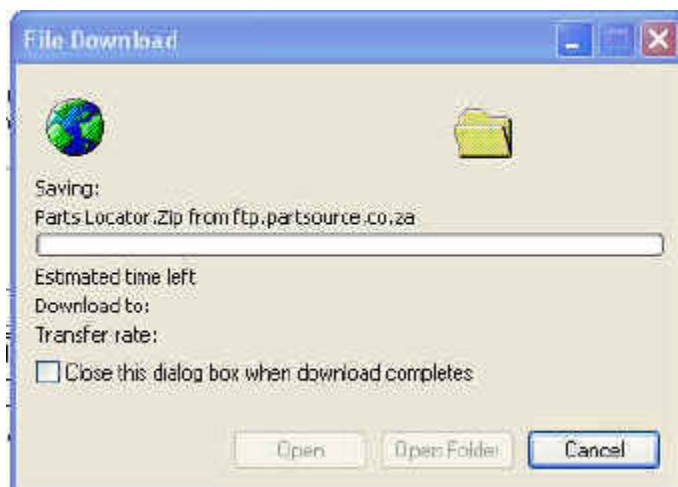 File Download
Saving:
Parts Locator.Zip from ftp.partsource.co.za
Estimated time left
Download to:
Transfer rate:
Close this dialog box when download completes
Open Open Folder Cancel